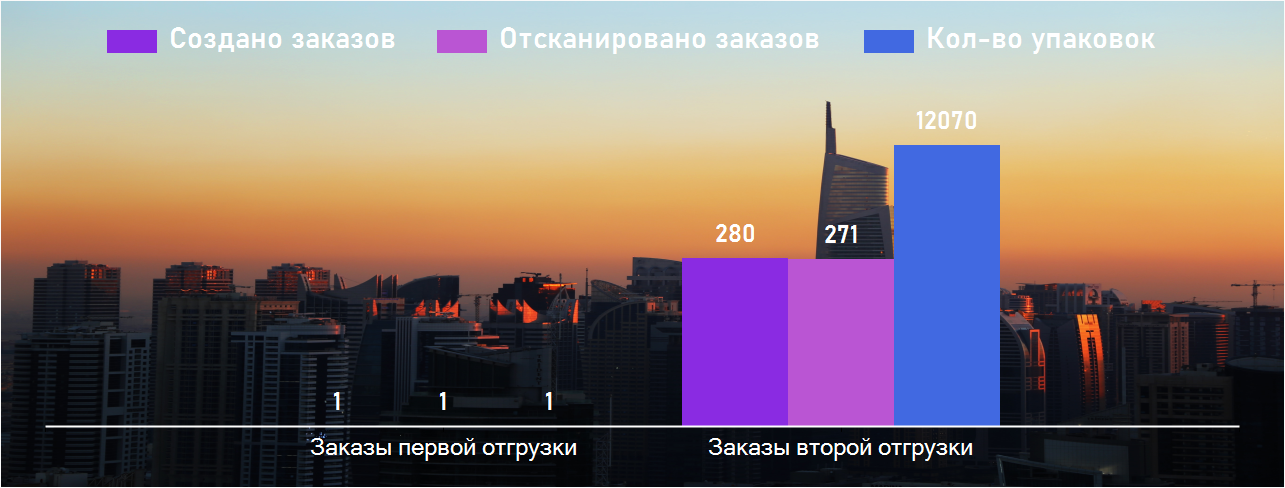 Создано заказов Отсканировано заказов Кол-во упаковок
12070
280 271
1 1 1
Заказы первой отгрузки Заказы второй отгрузки